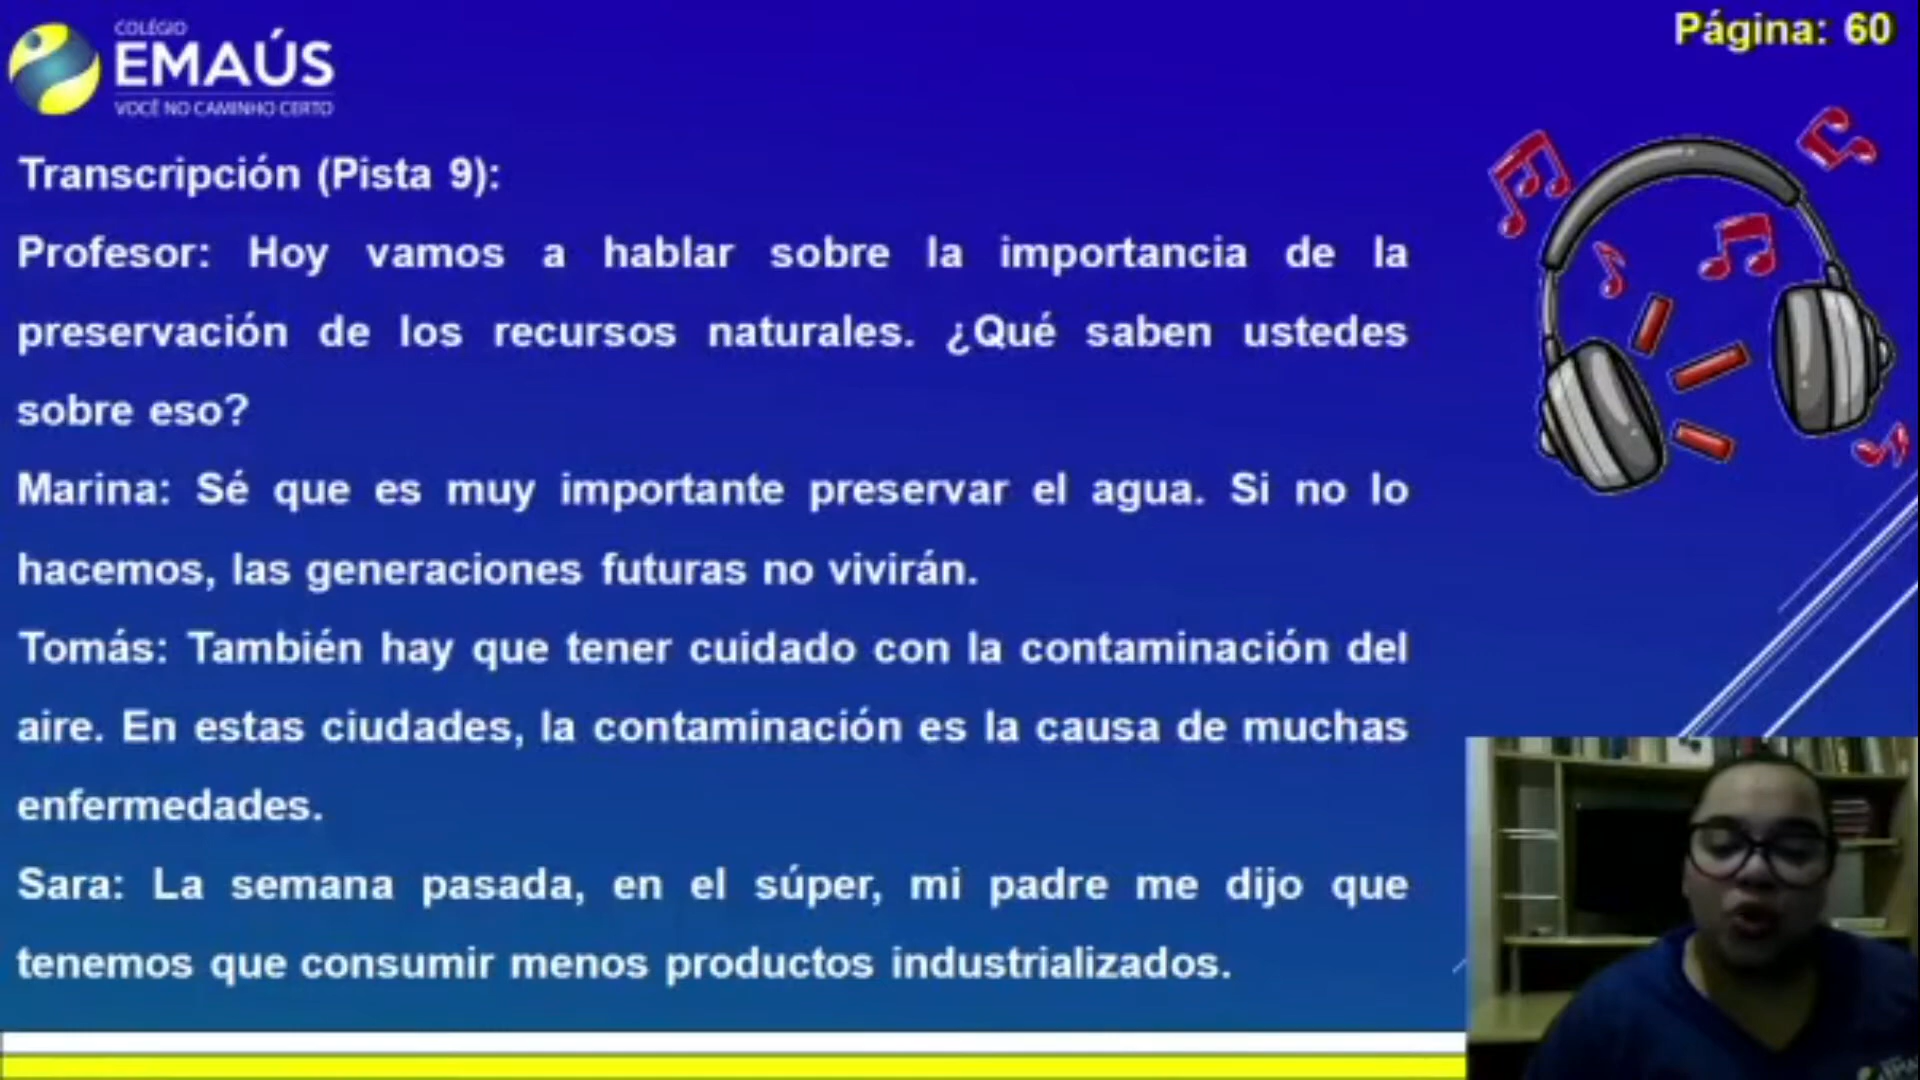 COLÉGIO
EMAÚS
VOCÊ NO CAMINHO CERTO
Página: 60
Transcripción (Pista 9):
Profesor: Hoy vamos a hablar sobre la importancia de la
preservación de los recursos naturales. ¿Qué saben ustedes
sobre eso?
Marina: Sé que es muy importante preservar el agua. Si no lo
hacemos, las generaciones futuras no vivirán.
Tomás: También hay que tener cuidado con la contaminación del
aire. En estas ciudades, la contaminación es la causa de muchas
enfermedades.
Sara: La semana pasada, en el súper, mi padre me dijo que
tenemos que consumir menos productos industrializados.